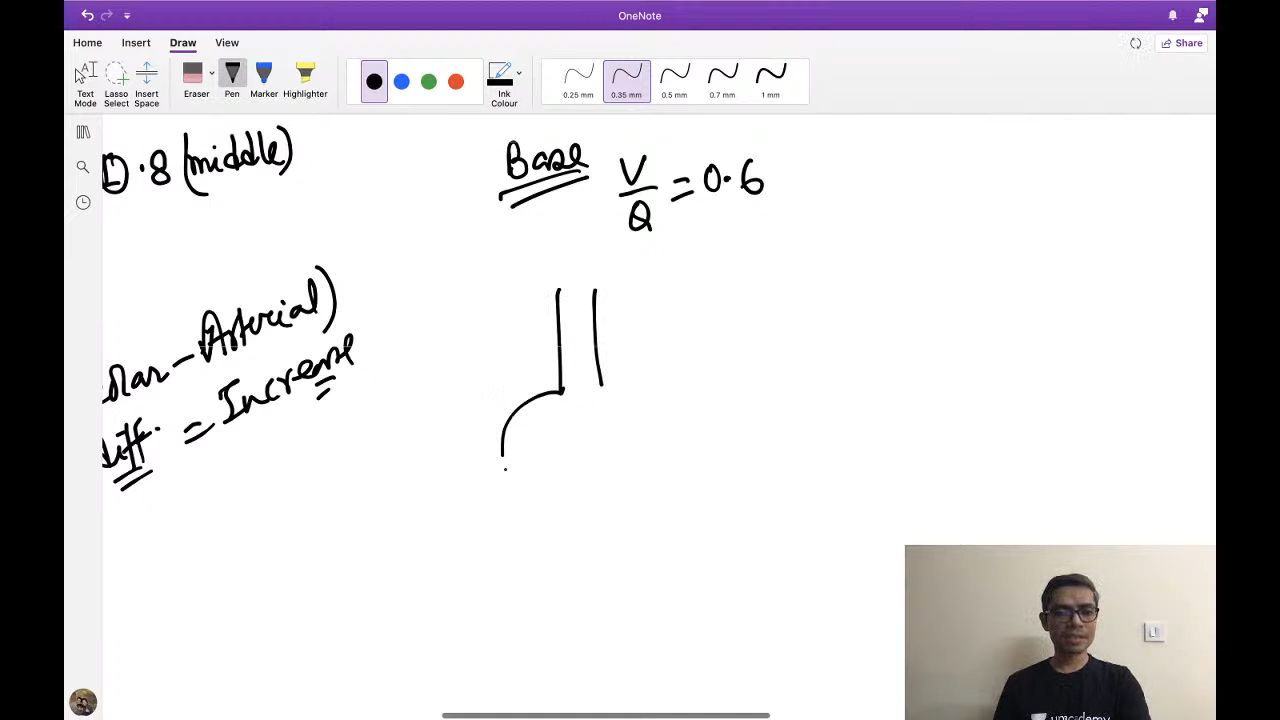 OneNote
Home Insert Draw View
Share
Text Mode
Lasso Select
Insert Space
Eraser
Pen
Marker
Highlighter
Ink Colour
0.25 mm
0.35 mm
0.5 mm
0.7 mm
1 mm
0.8 (middle)
Base
V
Q
= 0.6
- Arterial)
diff. = Increase
unacademy